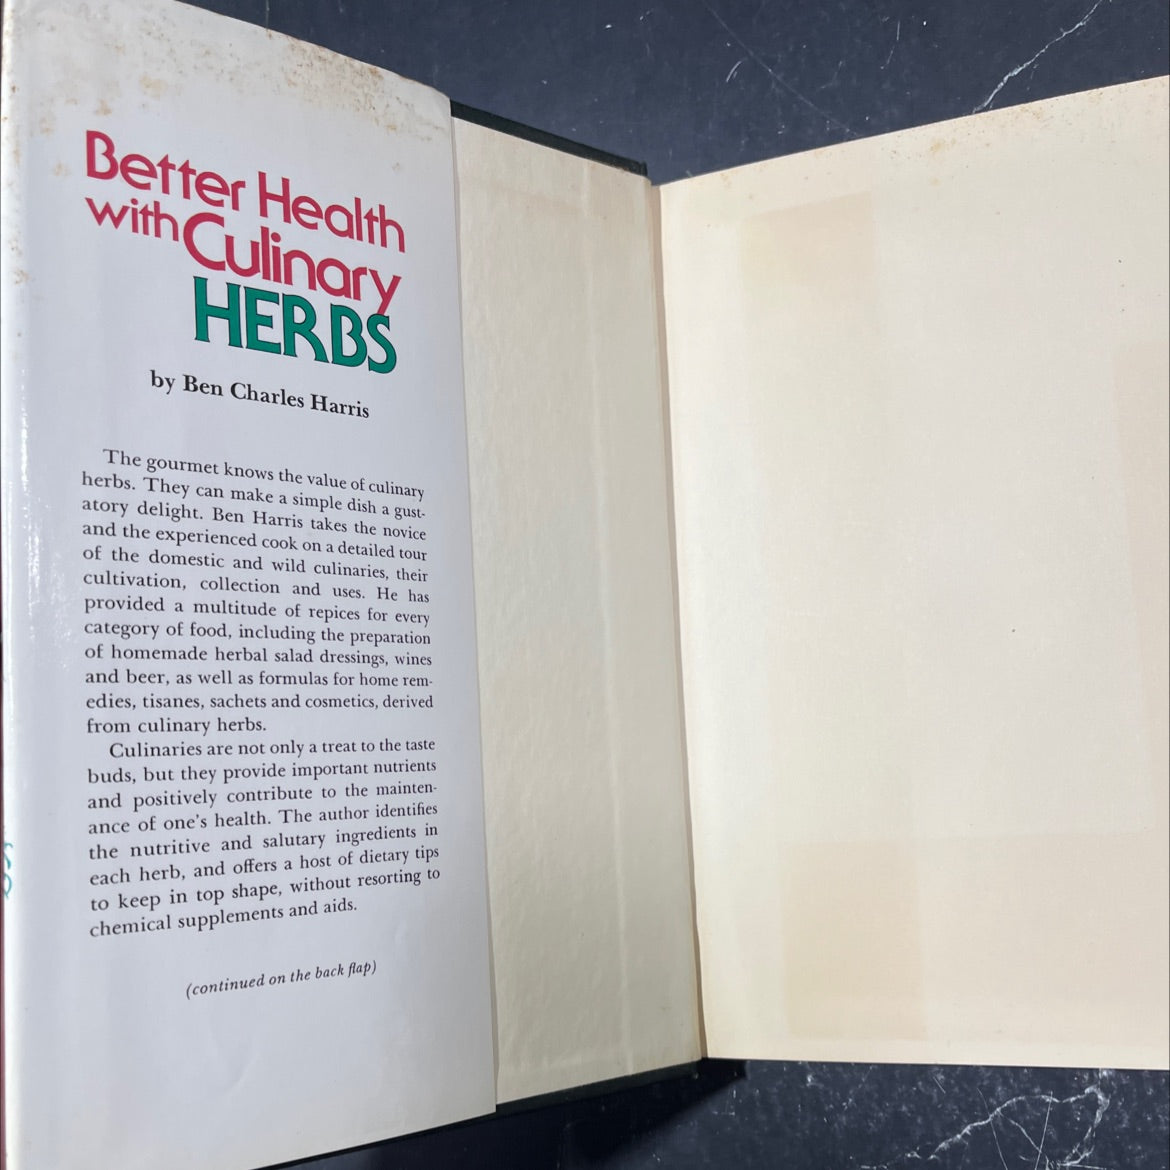 Better Health
with Culinary
HERBS
by Ben Charles Harris
The gourmet knows the value of culinary
herbs. They can make a simple dish a gust-
atory delight. Ben Harris takes the novice
and the experienced cook on a detailed tour
of the domestic and wild culinaries, their
cultivation, collection and uses. He has
provided a multitude of repices for every
category of food, including the preparation
of homemade herbal salad dressings, wines
and beer, as well as formulas for home rem-
edies, tisanes, sachets and cosmetics, derived
from culinary herbs.
Culinaries are not only a treat to the taste
buds, but they provide important nutrients
and positively contribute to the mainten-
ance of one's health. The author identifies
the nutritive and salutary ingredients in
each herb, and offers a host of dietary tips
to keep in top shape, without resorting to
chemical supplements and aids.
(continued on the back flap)